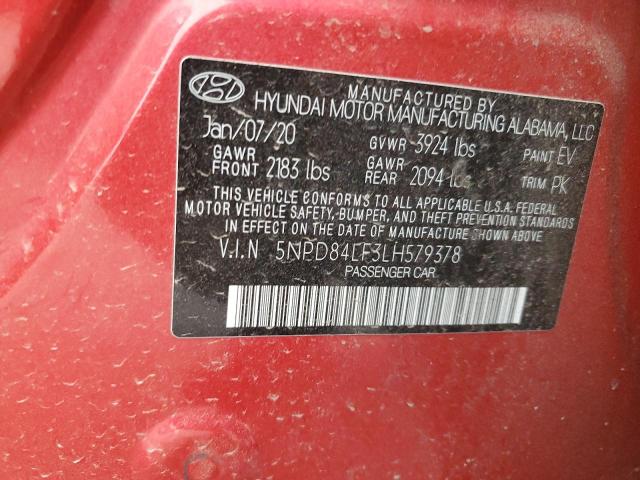 MANUFACTURED BY
HYUNDAI MOTOR MANUFACTURING ALABAMA, LLC
Jan/07/20 GVWR 3924 lbs PAINT EV
GAWR FRONT 2183 lbs GAWR REAR 2094 lbs TRIM PK
THIS VEHICLE CONFORMS TO ALL APPLICABLE U.S.A. FEDERAL
MOTOR VEHICLE SAFETY, BUMPER, AND THEFT PREVENTION STANDARDS
IN EFFECT ON THE DATE OF MANUFACTURE SHOWN ABOVE.
V.I.N 5NPD84LF3LH579378
PASSENGER CAR